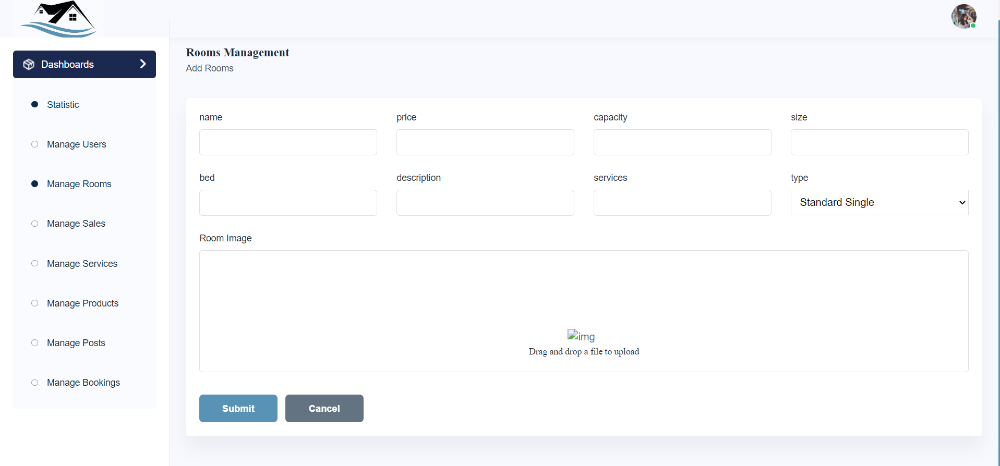 Dashboards
Statistic
Manage Users
Manage Rooms
Manage Sales
Manage Services
Manage Products
Manage Posts
Manage Bookings
Rooms Management
Add Rooms
name price capacity size
bed description services type
Standard Single
Room Image
img
Drag and drop a file to upload
Submit Cancel